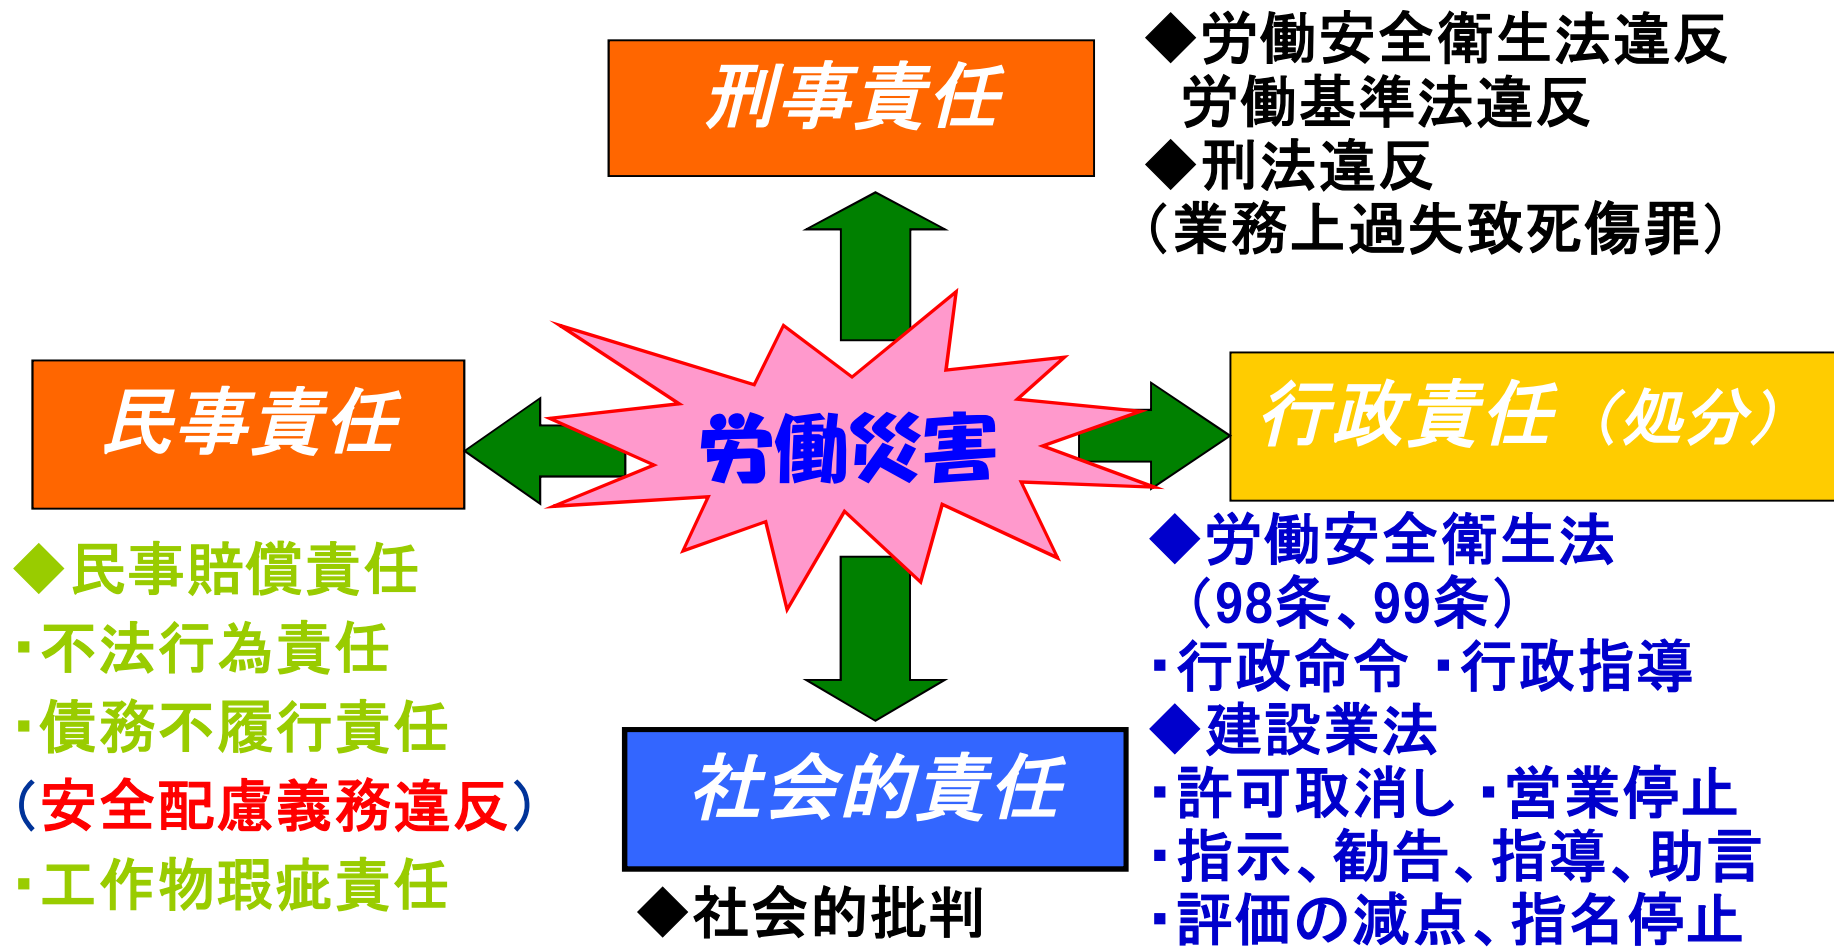 刑事責任
◆労働安全衛生法違反
労働基準法違反
◆刑法違反
（業務上過失致死傷罪）
労働災害
民事責任
◆民事賠償責任
・不法行為責任
・債務不履行責任
（安全配慮義務違反）
・工作物瑕疵責任
行政責任（処分）
◆労働安全衛生法
（98条、99条）
・行政命令 ・行政指導
◆建設業法
・許可取消し ・営業停止
・指示、勧告、指導、助言
・評価の減点、指名停止
社会的責任
◆社会的批判